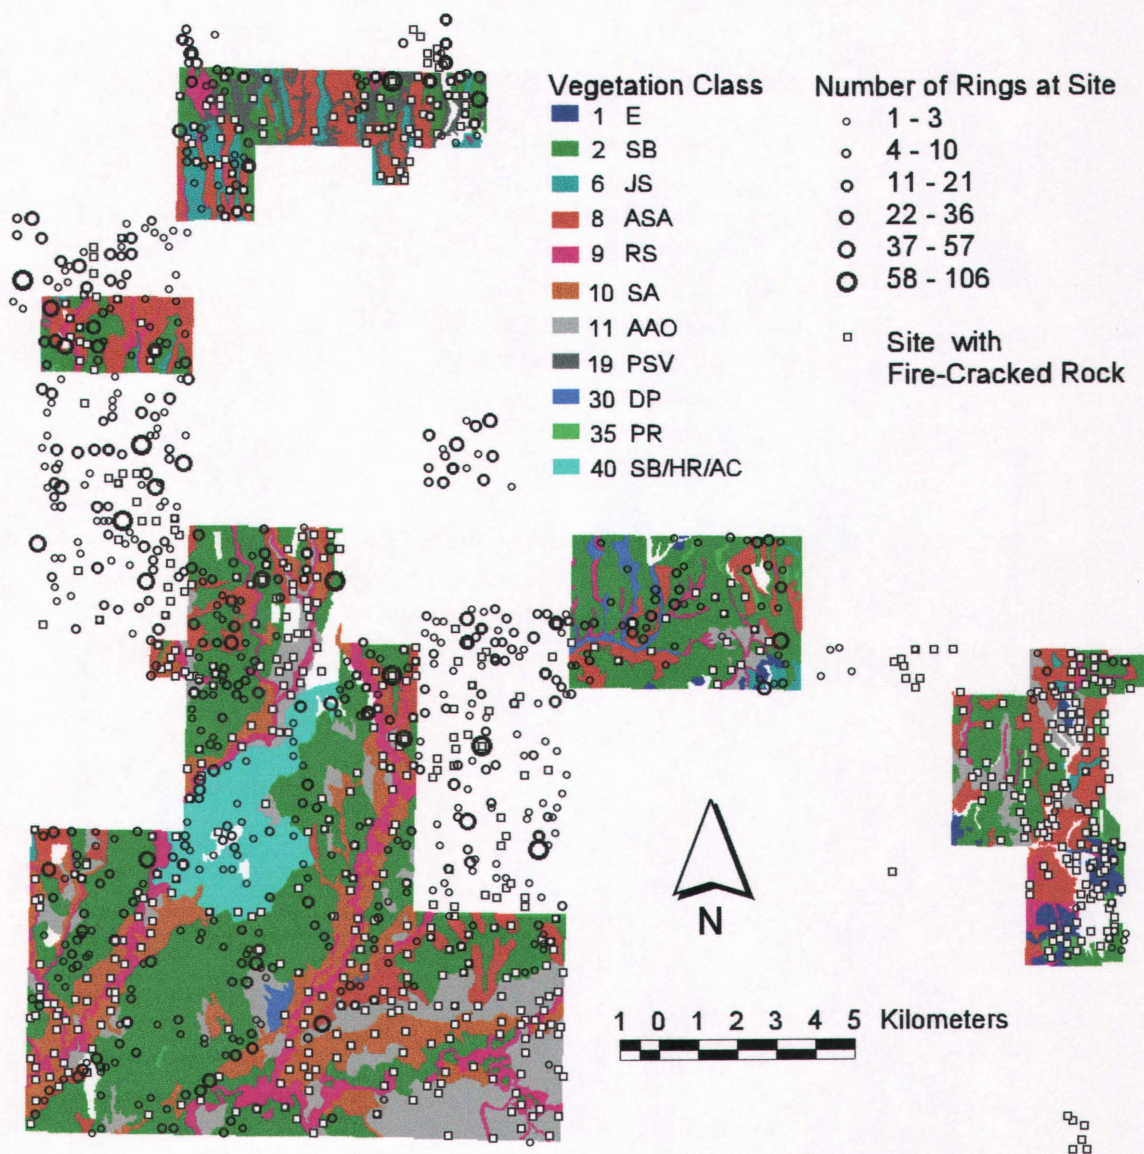 Vegetation Class
1 E
2 SB
6 JS
8 ASA
9 RS
10 SA
11 AAO
19 PSV
30 DP
35 PR
40 SB/HR/AC
Number of Rings at Site
1 - 3
4 - 10
11 - 21
22 - 36
37 - 57
58 - 106
Site with
Fire-Cracked Rock
N
1 0 1 2 3 4 5 Kilometers